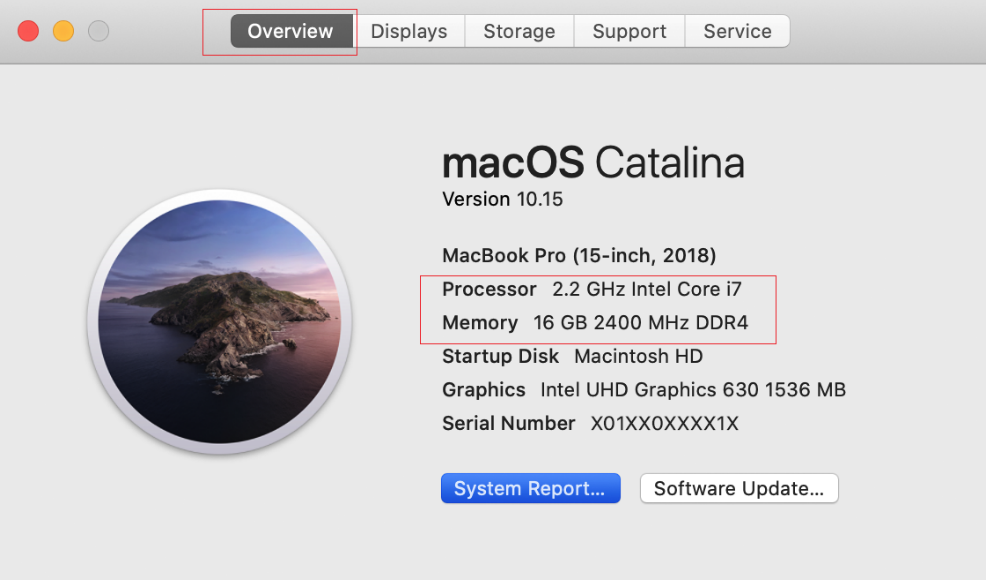 Overview Displays Storage Support Service
macOS Catalina
Version 10.15
MacBook Pro (15-inch, 2018)
Processor 2.2 GHz Intel Core i7
Memory 16 GB 2400 MHz DDR4
Startup Disk Macintosh HD
Graphics Intel UHD Graphics 630 1536 MB
Serial Number X01XX0XXXX1X
System Report... Software Update...